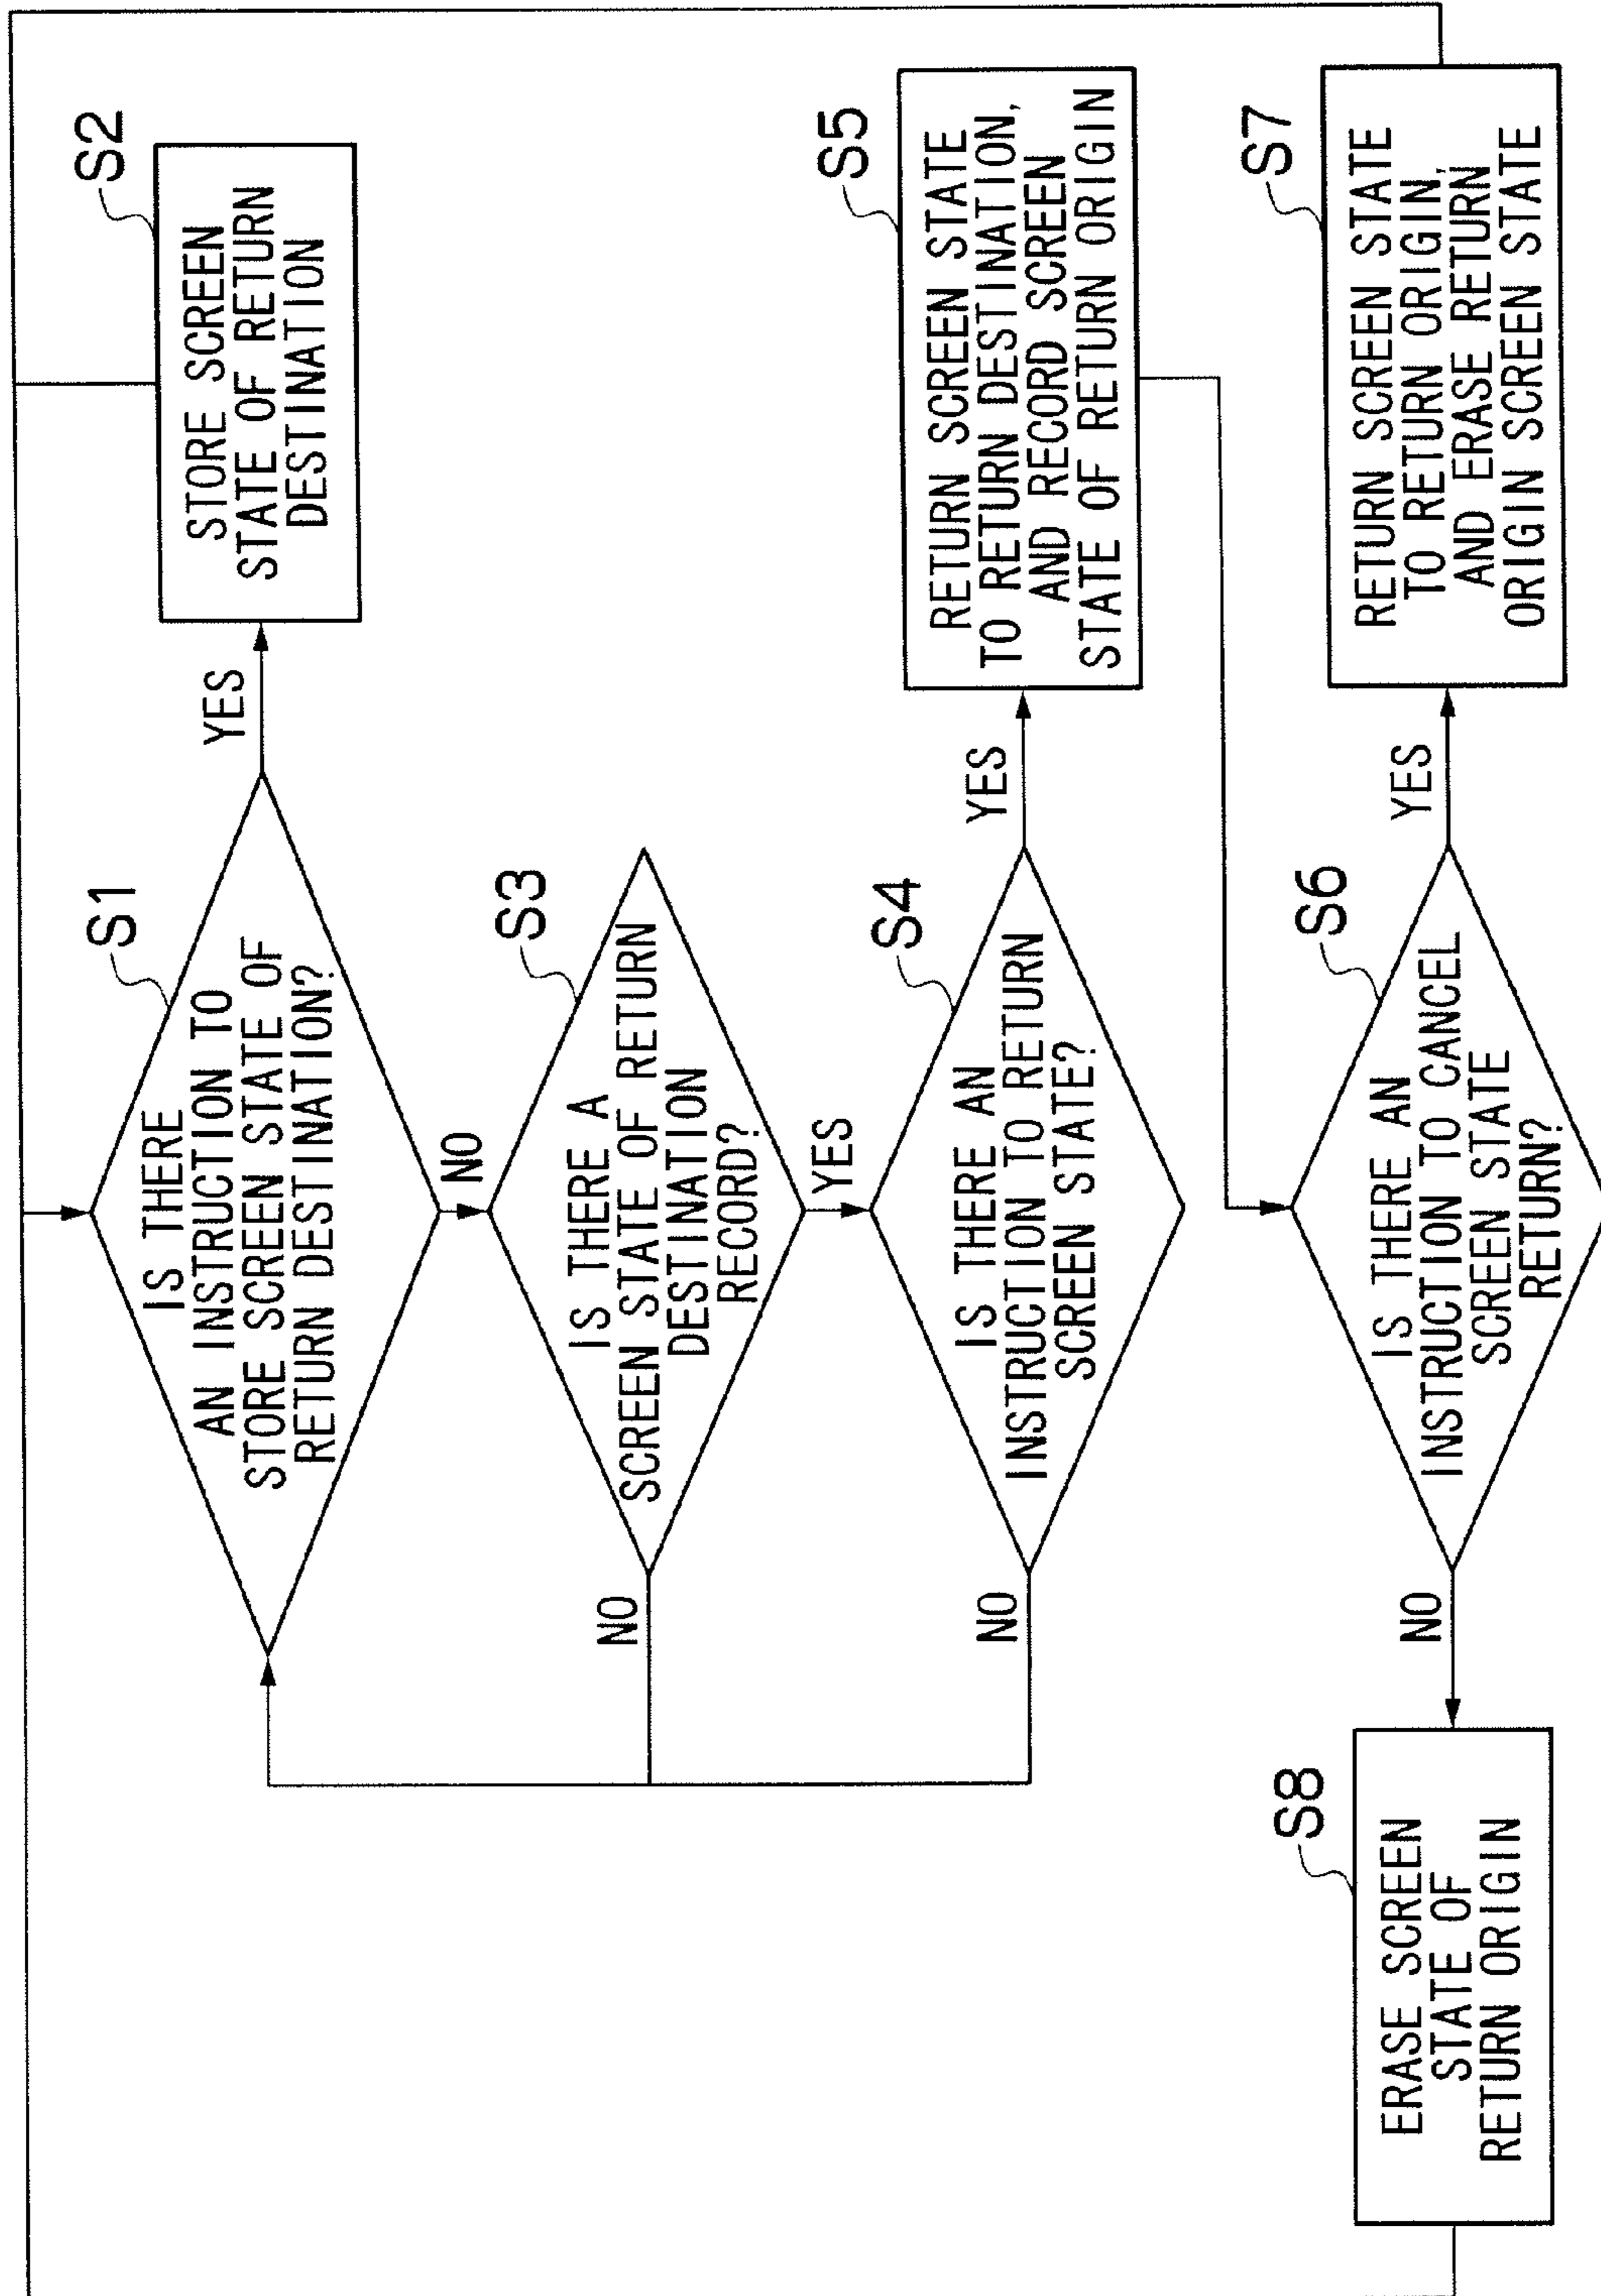 S1
IS THERE
AN INSTRUCTION TO
STORE SCREEN STATE OF
RETURN DESTINATION?
YES
S2
STORE SCREEN
STATE OF RETURN
DESTINATION
NO
S3
IS THERE A
SCREEN STATE OF RETURN
DESTINATION
RECORD?
NO
YES
S4
IS THERE AN
INSTRUCTION TO RETURN
SCREEN STATE?
NO
YES
S5
RETURN SCREEN STATE
TO RETURN DESTINATION,
AND RECORD SCREEN
STATE OF RETURN ORIGIN
S6
IS THERE AN
INSTRUCTION TO CANCEL
SCREEN STATE
RETURN?
YES
S7
RETURN SCREEN STATE
TO RETURN ORIGIN,
AND ERASE RETURN
ORIGIN SCREEN STATE
NO
S8
ERASE SCREEN
STATE OF
RETURN ORIGIN